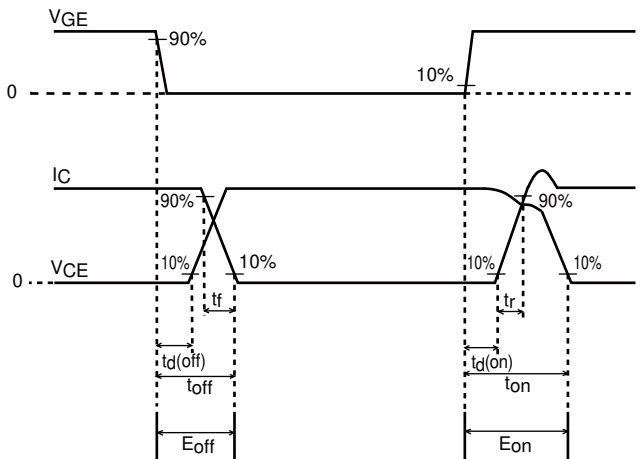 VGE
90%
10%
0
IC
90%
90%
VCE
10%
10%
10%
10%
0
tf
tr
td(off)
td(on)
toff
ton
Eoff
Eon